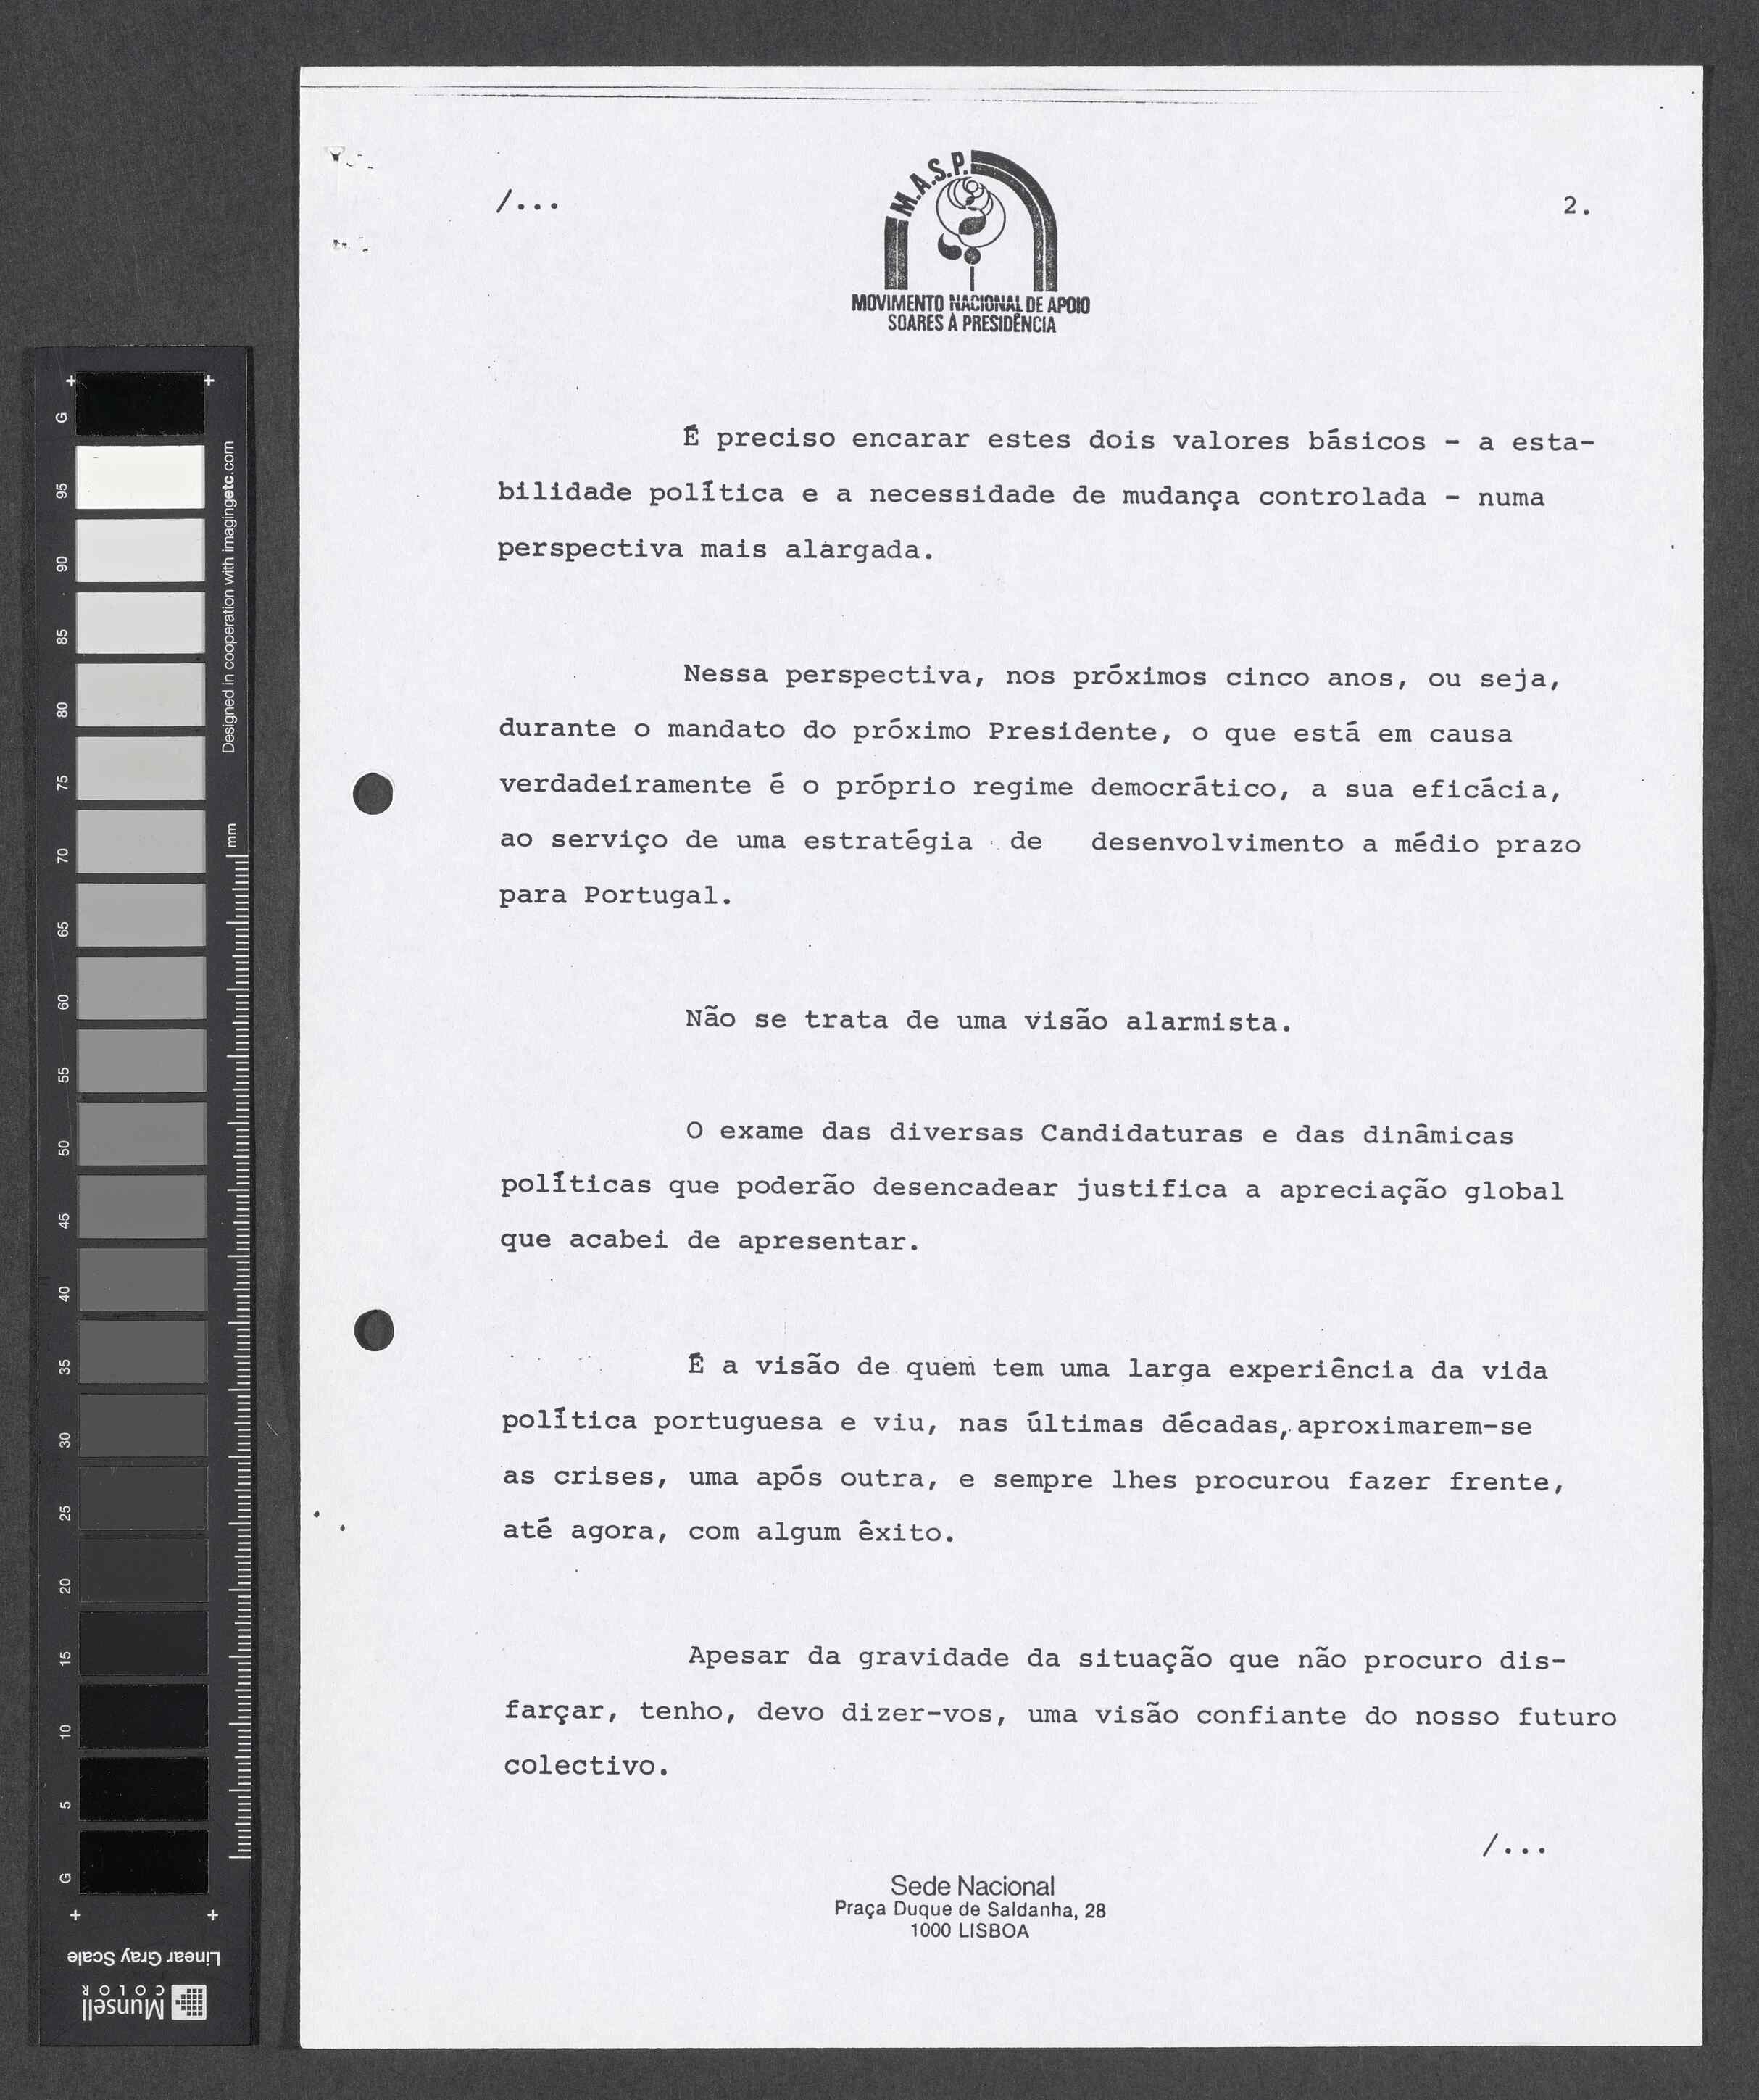 /...
2.
M.A.S.P.
MOVIMENTO NACIONAL DE APOIO
SOARES À PRESIDÊNCIA
É preciso encarar estes dois valores básicos - a esta-
bilidade política e a necessidade de mudança controlada - numa
perspectiva mais alargada.
Nessa perspectiva, nos próximos cinco anos, ou seja,
durante o mandato do próximo Presidente, o que está em causa
verdadeiramente é o próprio regime democrático, a sua eficácia,
ao serviço de uma estratégia de desenvolvimento a médio prazo
para Portugal.
Não se trata de uma visão alarmista.
O exame das diversas Candidaturas e das dinâmicas
políticas que poderão desencadear justifica a apreciação global
que acabei de apresentar.
É a visão de quem tem uma larga experiência da vida
política portuguesa e viu, nas últimas décadas, aproximarem-se
as crises, uma após outra, e sempre lhes procurou fazer frente,
até agora, com algum êxito.
Apesar da gravidade da situação que não procuro dis-
farçar, tenho, devo dizer-vos, uma visão confiante do nosso futuro
colectivo.
/...
Sede Nacional
Praça Duque de Saldanha, 28
1000 LISBOA
G
95
90
85
80
75
70
65
60
55
50
45
40
35
30
25
20
15
10
5
G
Designed in cooperation with imagingetc.com
mm
Linear Gray Scale
Munsell
COLOR